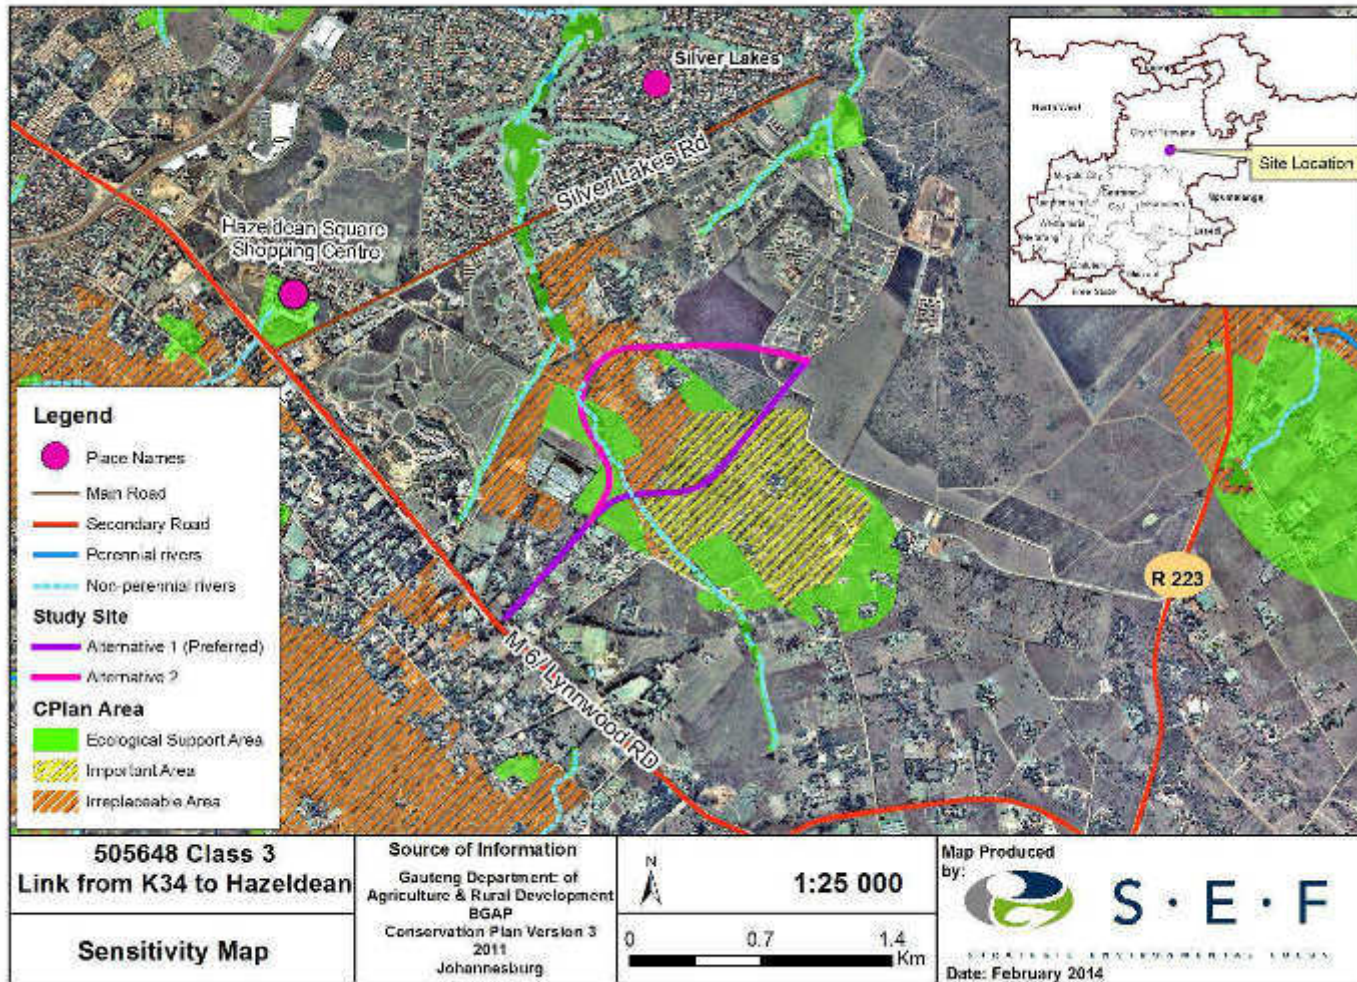 Silver Lakes
Silver Lakes Rd
Hazeldean Square
Shopping Centre
M 6 / Lynnwood RD
R 223
North West
City of Tshwane
Site Location
Mpumalanga
Free State
Legend
Place Names
Main Road
Secondary Road
Perennial rivers
Non-perennial rivers
Study Site
Alternative 1 (Preferred)
Alternative 2
CPlan Area
Ecological Support Area
Important Area
Irreplaceable Area
505648 Class 3
Link from K34 to Hazeldean
Sensitivity Map
Source of Information
Gauteng Department: of
Agriculture & Rural Development
BGAP
Conservation Plan Version 3
2011
Johannesburg
N
1:25 000
0 0.7 1.4
Km
Map Produced
by:
S·E·F
Date: February 2014